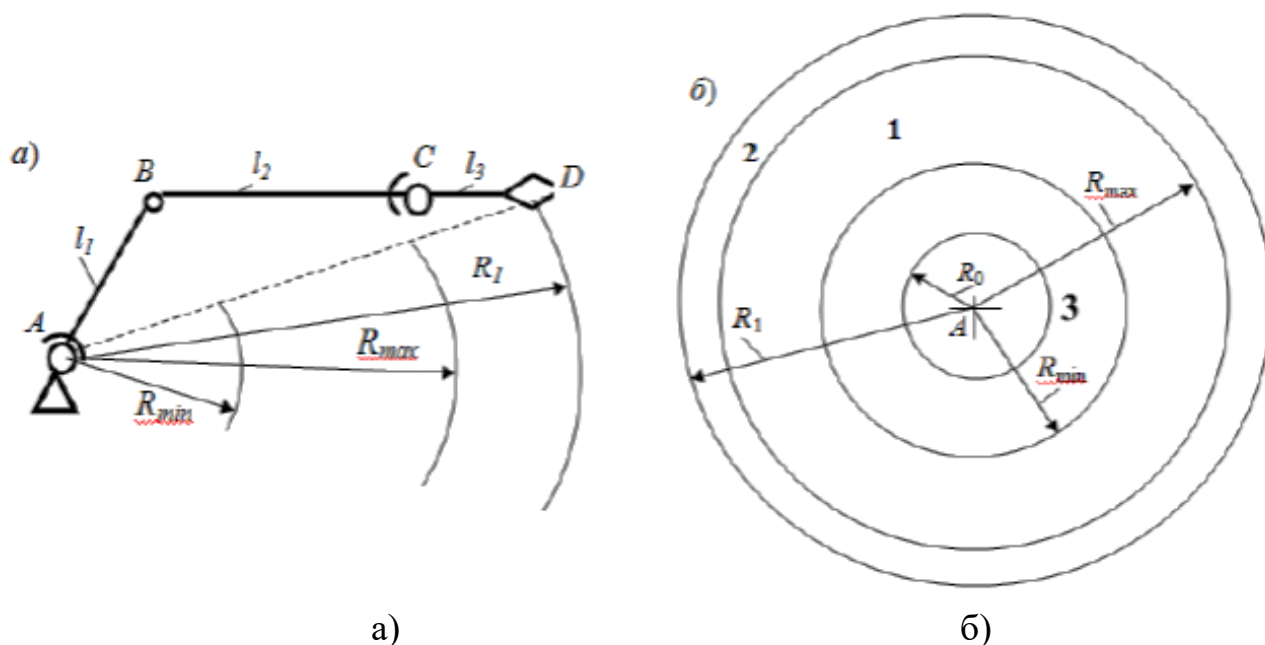 а)
A
B
C
D
l1
l2
l3
R1
Rmax
Rmin
б)
1
2
3
Rmax
R0
A
R1
Rmin
а)
б)